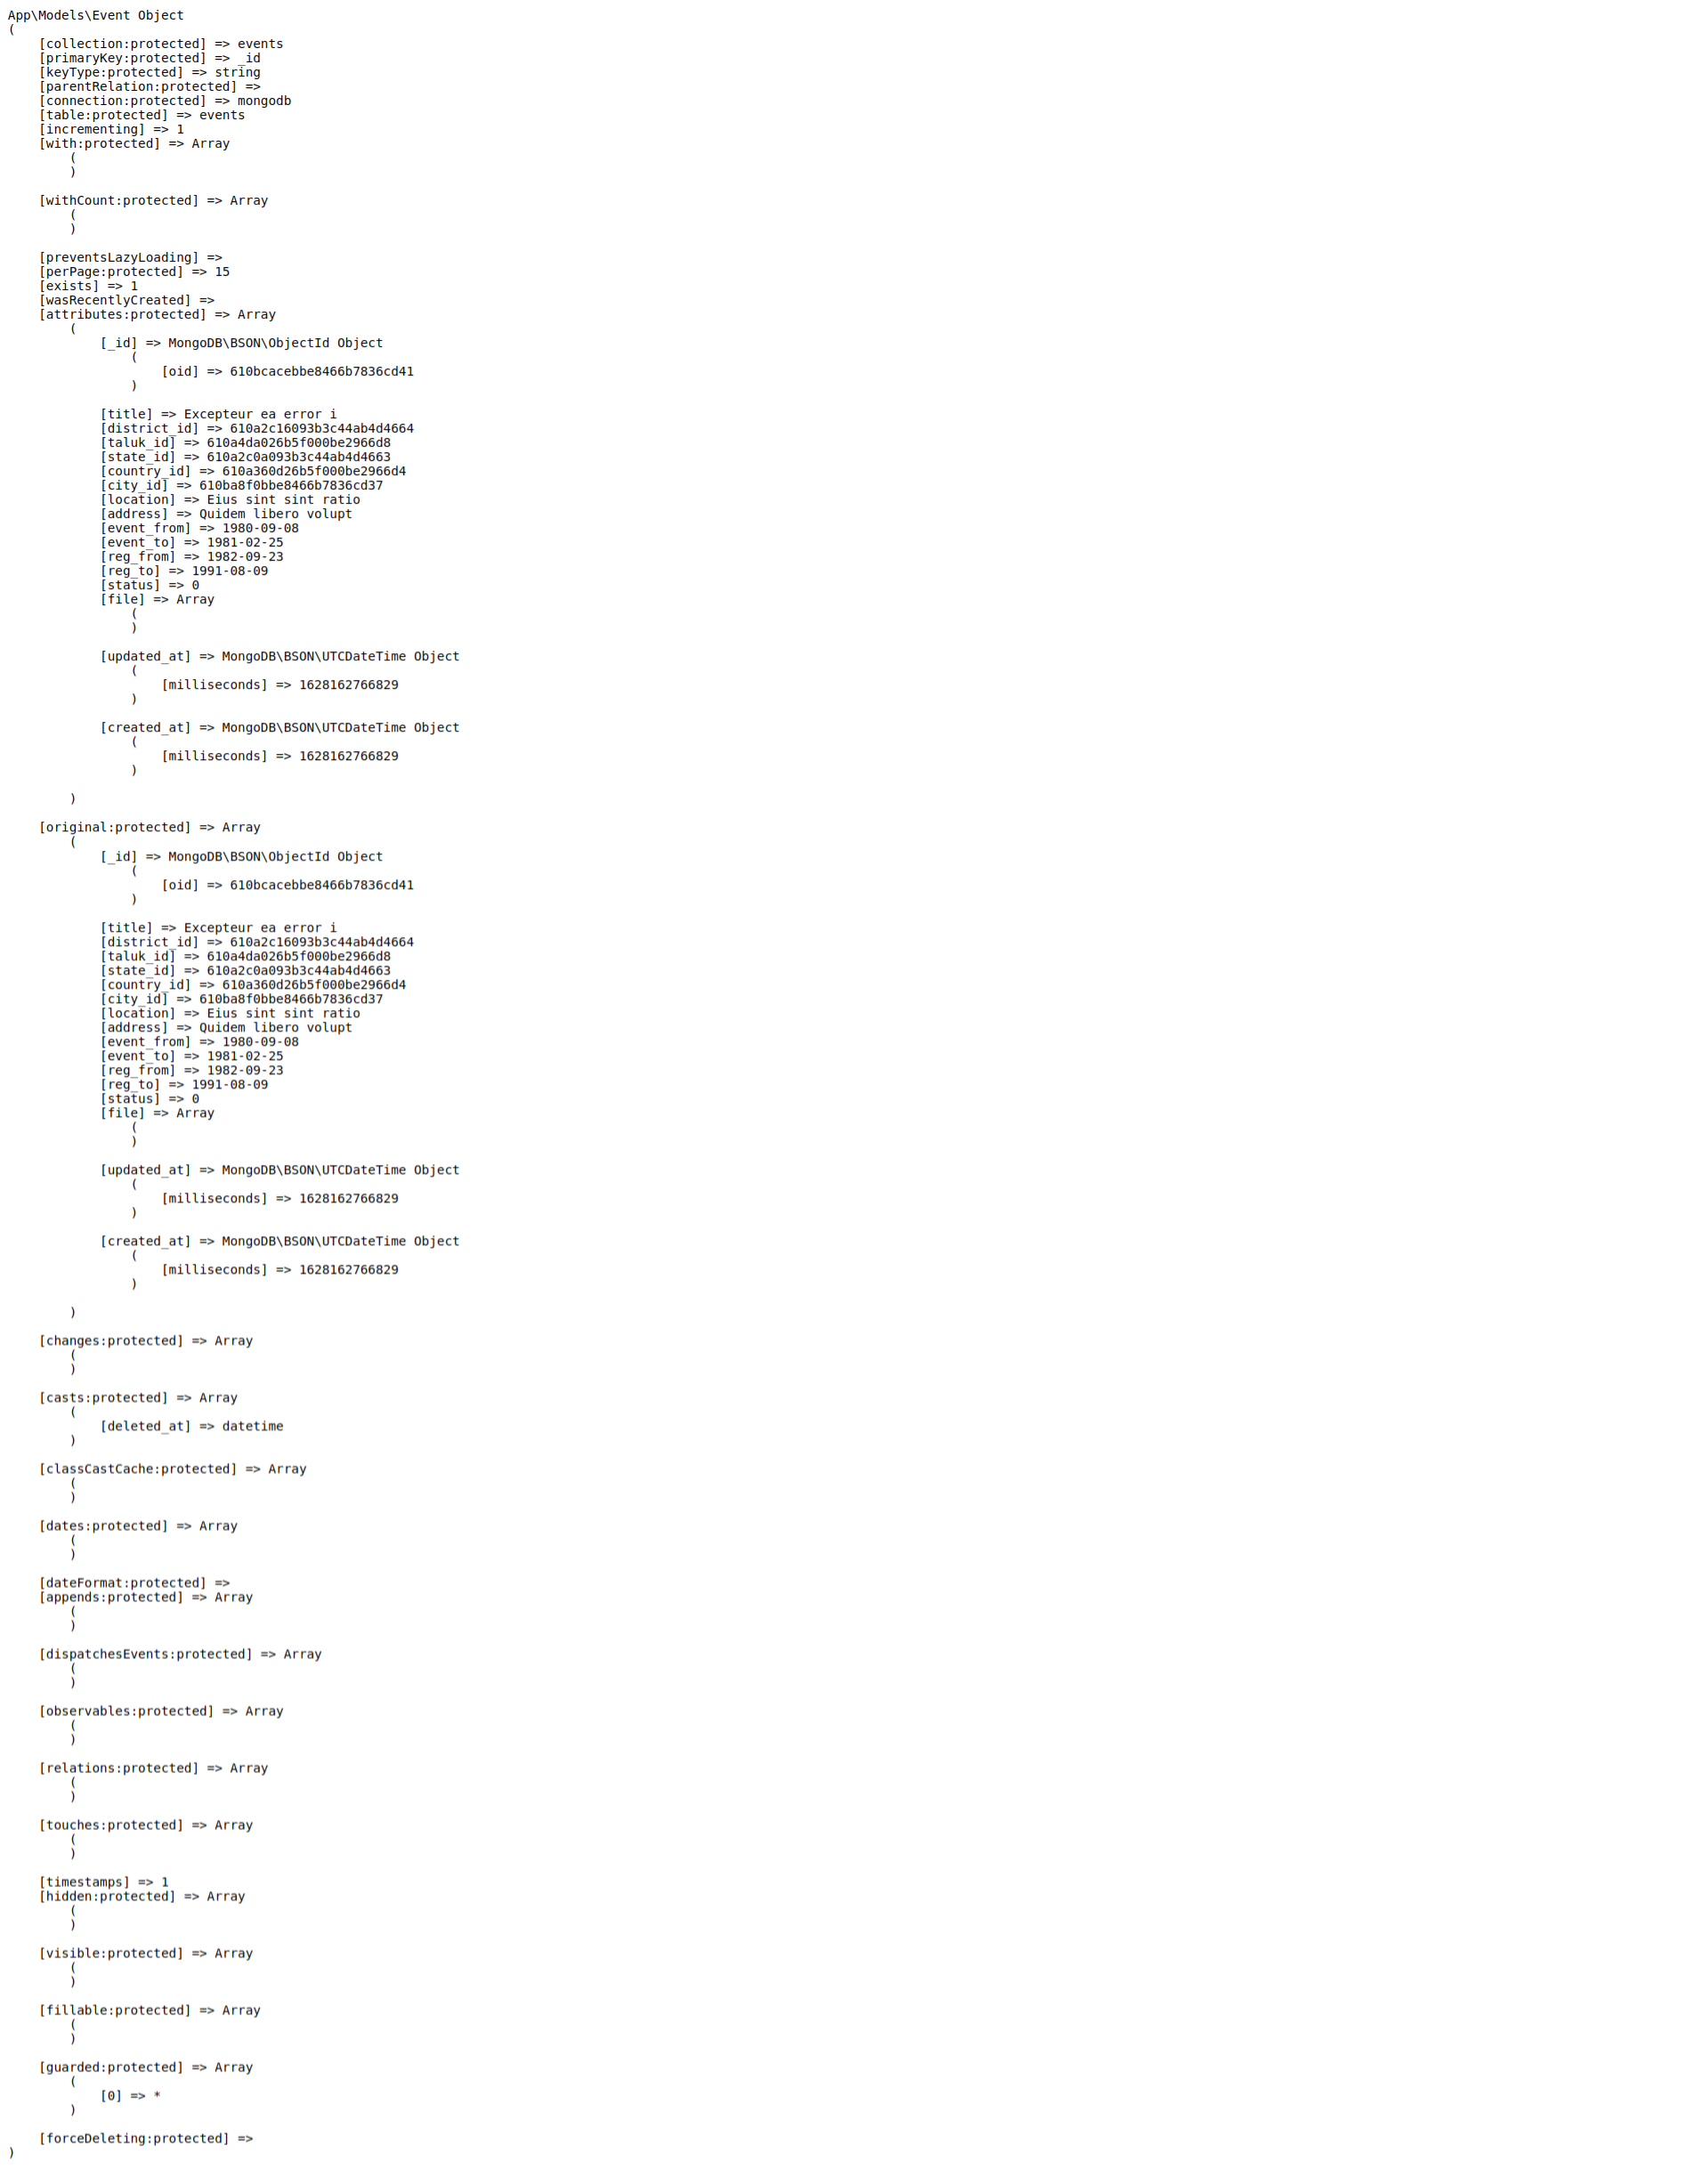 App\Models\Event Object
(
    [collection:protected] => events
    [primaryKey:protected] => _id
    [keyType:protected] => string
    [parentRelation:protected] =>
    [connection:protected] => mongodb
    [table:protected] => events
    [incrementing] => 1
    [with:protected] => Array
        (
        )

    [withCount:protected] => Array
        (
        )

    [preventsLazyLoading] =>
    [perPage:protected] => 15
    [exists] => 1
    [wasRecentlyCreated] =>
    [attributes:protected] => Array
        (
            [_id] => MongoDB\BSON\ObjectId Object
                (
                    [oid] => 610bcacebbe8466b7836cd41
                )

            [title] => Excepteur ea error i
            [district_id] => 610a2c16093b3c44ab4d4664
            [taluk_id] => 610a4da026b5f000be2966d8
            [state_id] => 610a2c0a093b3c44ab4d4663
            [country_id] => 610a360d26b5f000be2966d4
            [city_id] => 610ba8f0bbe8466b7836cd37
            [location] => Eius sint sint ratio
            [address] => Quidem libero volupt
            [event_from] => 1980-09-08
            [event_to] => 1981-02-25
            [reg_from] => 1982-09-23
            [reg_to] => 1991-08-09
            [status] => 0
            [file] => Array
                (
                )

            [updated_at] => MongoDB\BSON\UTCDateTime Object
                (
                    [milliseconds] => 1628162766829
                )

            [created_at] => MongoDB\BSON\UTCDateTime Object
                (
                    [milliseconds] => 1628162766829
                )

        )

    [original:protected] => Array
        (
            [_id] => MongoDB\BSON\ObjectId Object
                (
                    [oid] => 610bcacebbe8466b7836cd41
                )

            [title] => Excepteur ea error i
            [district_id] => 610a2c16093b3c44ab4d4664
            [taluk_id] => 610a4da026b5f000be2966d8
            [state_id] => 610a2c0a093b3c44ab4d4663
            [country_id] => 610a360d26b5f000be2966d4
            [city_id] => 610ba8f0bbe8466b7836cd37
            [location] => Eius sint sint ratio
            [address] => Quidem libero volupt
            [event_from] => 1980-09-08
            [event_to] => 1981-02-25
            [reg_from] => 1982-09-23
            [reg_to] => 1991-08-09
            [status] => 0
            [file] => Array
                (
                )

            [updated_at] => MongoDB\BSON\UTCDateTime Object
                (
                    [milliseconds] => 1628162766829
                )

            [created_at] => MongoDB\BSON\UTCDateTime Object
                (
                    [milliseconds] => 1628162766829
                )

        )

    [changes:protected] => Array
        (
        )

    [casts:protected] => Array
        (
            [deleted_at] => datetime
        )

    [classCastCache:protected] => Array
        (
        )

    [dates:protected] => Array
        (
        )

    [dateFormat:protected] =>
    [appends:protected] => Array
        (
        )

    [dispatchesEvents:protected] => Array
        (
        )

    [observables:protected] => Array
        (
        )

    [relations:protected] => Array
        (
        )

    [touches:protected] => Array
        (
        )

    [timestamps] => 1
    [hidden:protected] => Array
        (
        )

    [visible:protected] => Array
        (
        )

    [fillable:protected] => Array
        (
        )

    [guarded:protected] => Array
        (
            [0] => *
        )

    [forceDeleting:protected] =>
)